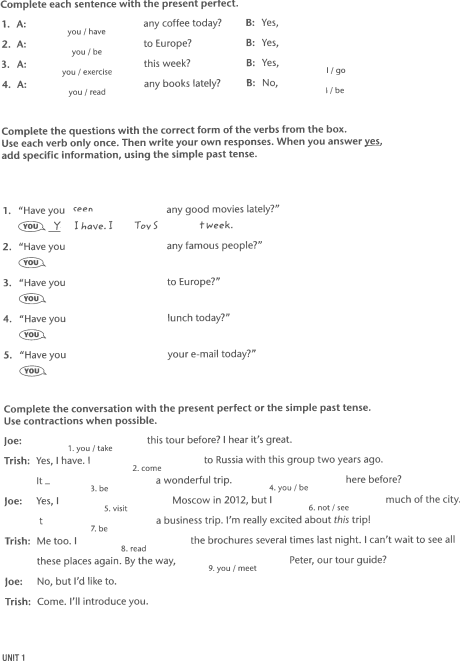 Complete each sentence with the present perfect.
1. A: any coffee today? B: Yes,
you / have
2. A: to Europe? B: Yes,
you / be
3. A: this week? B: Yes,
you / exercise I / go
4. A: any books lately? B: No,
you / read I / be
Complete the questions with the correct form of the verbs from the box.
Use each verb only once. Then write your own responses. When you answer yes,
add specific information, using the simple past tense.
1. "Have you seen any good movies lately?"
YOU Y I have. I Toy S t week.
2. "Have you any famous people?"
YOU
3. "Have you to Europe?"
YOU
4. "Have you lunch today?"
YOU
5. "Have you your e-mail today?"
YOU
Complete the conversation with the present perfect or the simple past tense.
Use contractions when possible.
Joe: this tour before? I hear it's great.
1. you / take
Trish: Yes, I have. I to Russia with this group two years ago.
2. come
It a wonderful trip. here before?
3. be 4. you / be
Joe: Yes, I Moscow in 2012, but I much of the city.
5. visit 6. not / see
t a business trip. I'm really excited about this trip!
7. be
Trish: Me too. I the brochures several times last night. I can't wait to see all
8. read
these places again. By the way, Peter, our tour guide?
9. you / meet
Joe: No, but I'd like to.
Trish: Come. I'll introduce you.
UNIT 1